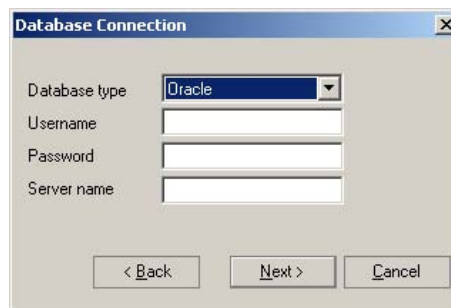 Database Connection
Database type Oracle
Username
Password
Server name
< Back Next > Cancel